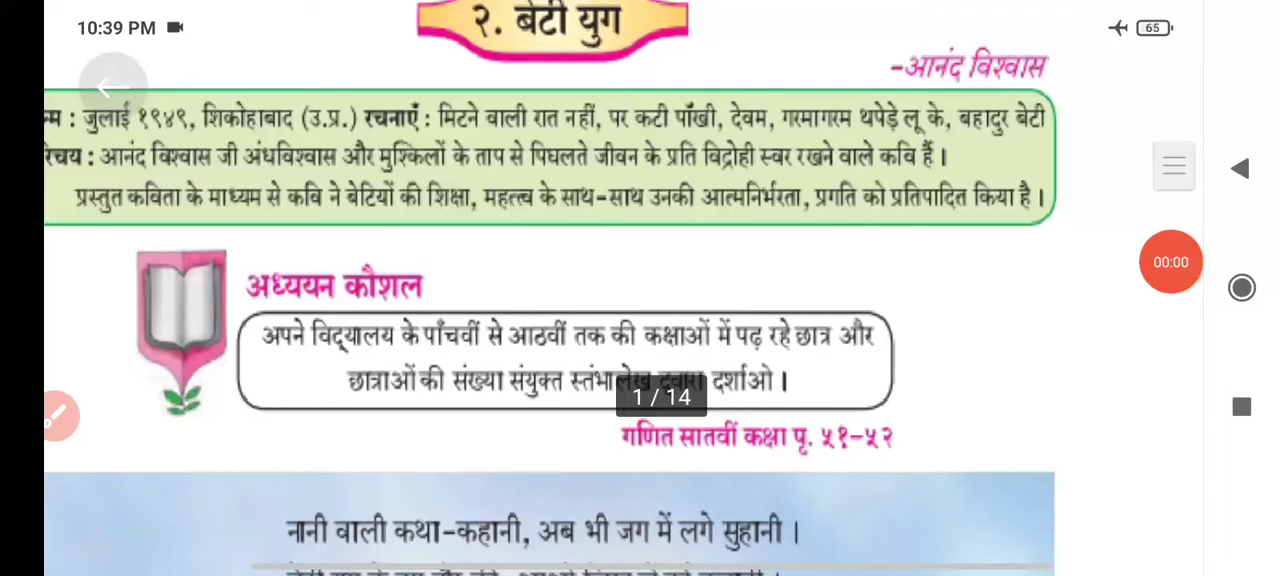 10:39 PM
65
२. बेटी युग
-आनंद विश्वास
न्म : जुलाई १९४९, शिकोहाबाद (उ.प्र.) रचनाएँ : मिटने वाली रात नहीं, पर कटी पाँखी, देवम, गरमागरम थपेड़े लू के, बहादुर बेटी
रिचय : आनंद विश्वास जी अंधविश्वास और मुश्किलों के ताप से पिघलते जीवन के प्रति विद्रोही स्वर रखने वाले कवि हैं ।
प्रस्तुत कविता के माध्यम से कवि ने बेटियों की शिक्षा, महत्त्व के साथ-साथ उनकी आत्मनिर्भरता, प्रगति को प्रतिपादित किया है ।
00:00
अध्ययन कौशल
अपने विद्यालय के पाँचवीं से आठवीं तक की कक्षाओं में पढ़ रहे छात्र और
छात्राओं की संख्या संयुक्त स्तंभालेख द्वारा दर्शाओ ।
1 / 14
गणित सातवीं कक्षा पृ. ५१-५२
नानी वाली कथा-कहानी, अब भी जग में लगे सुहानी ।